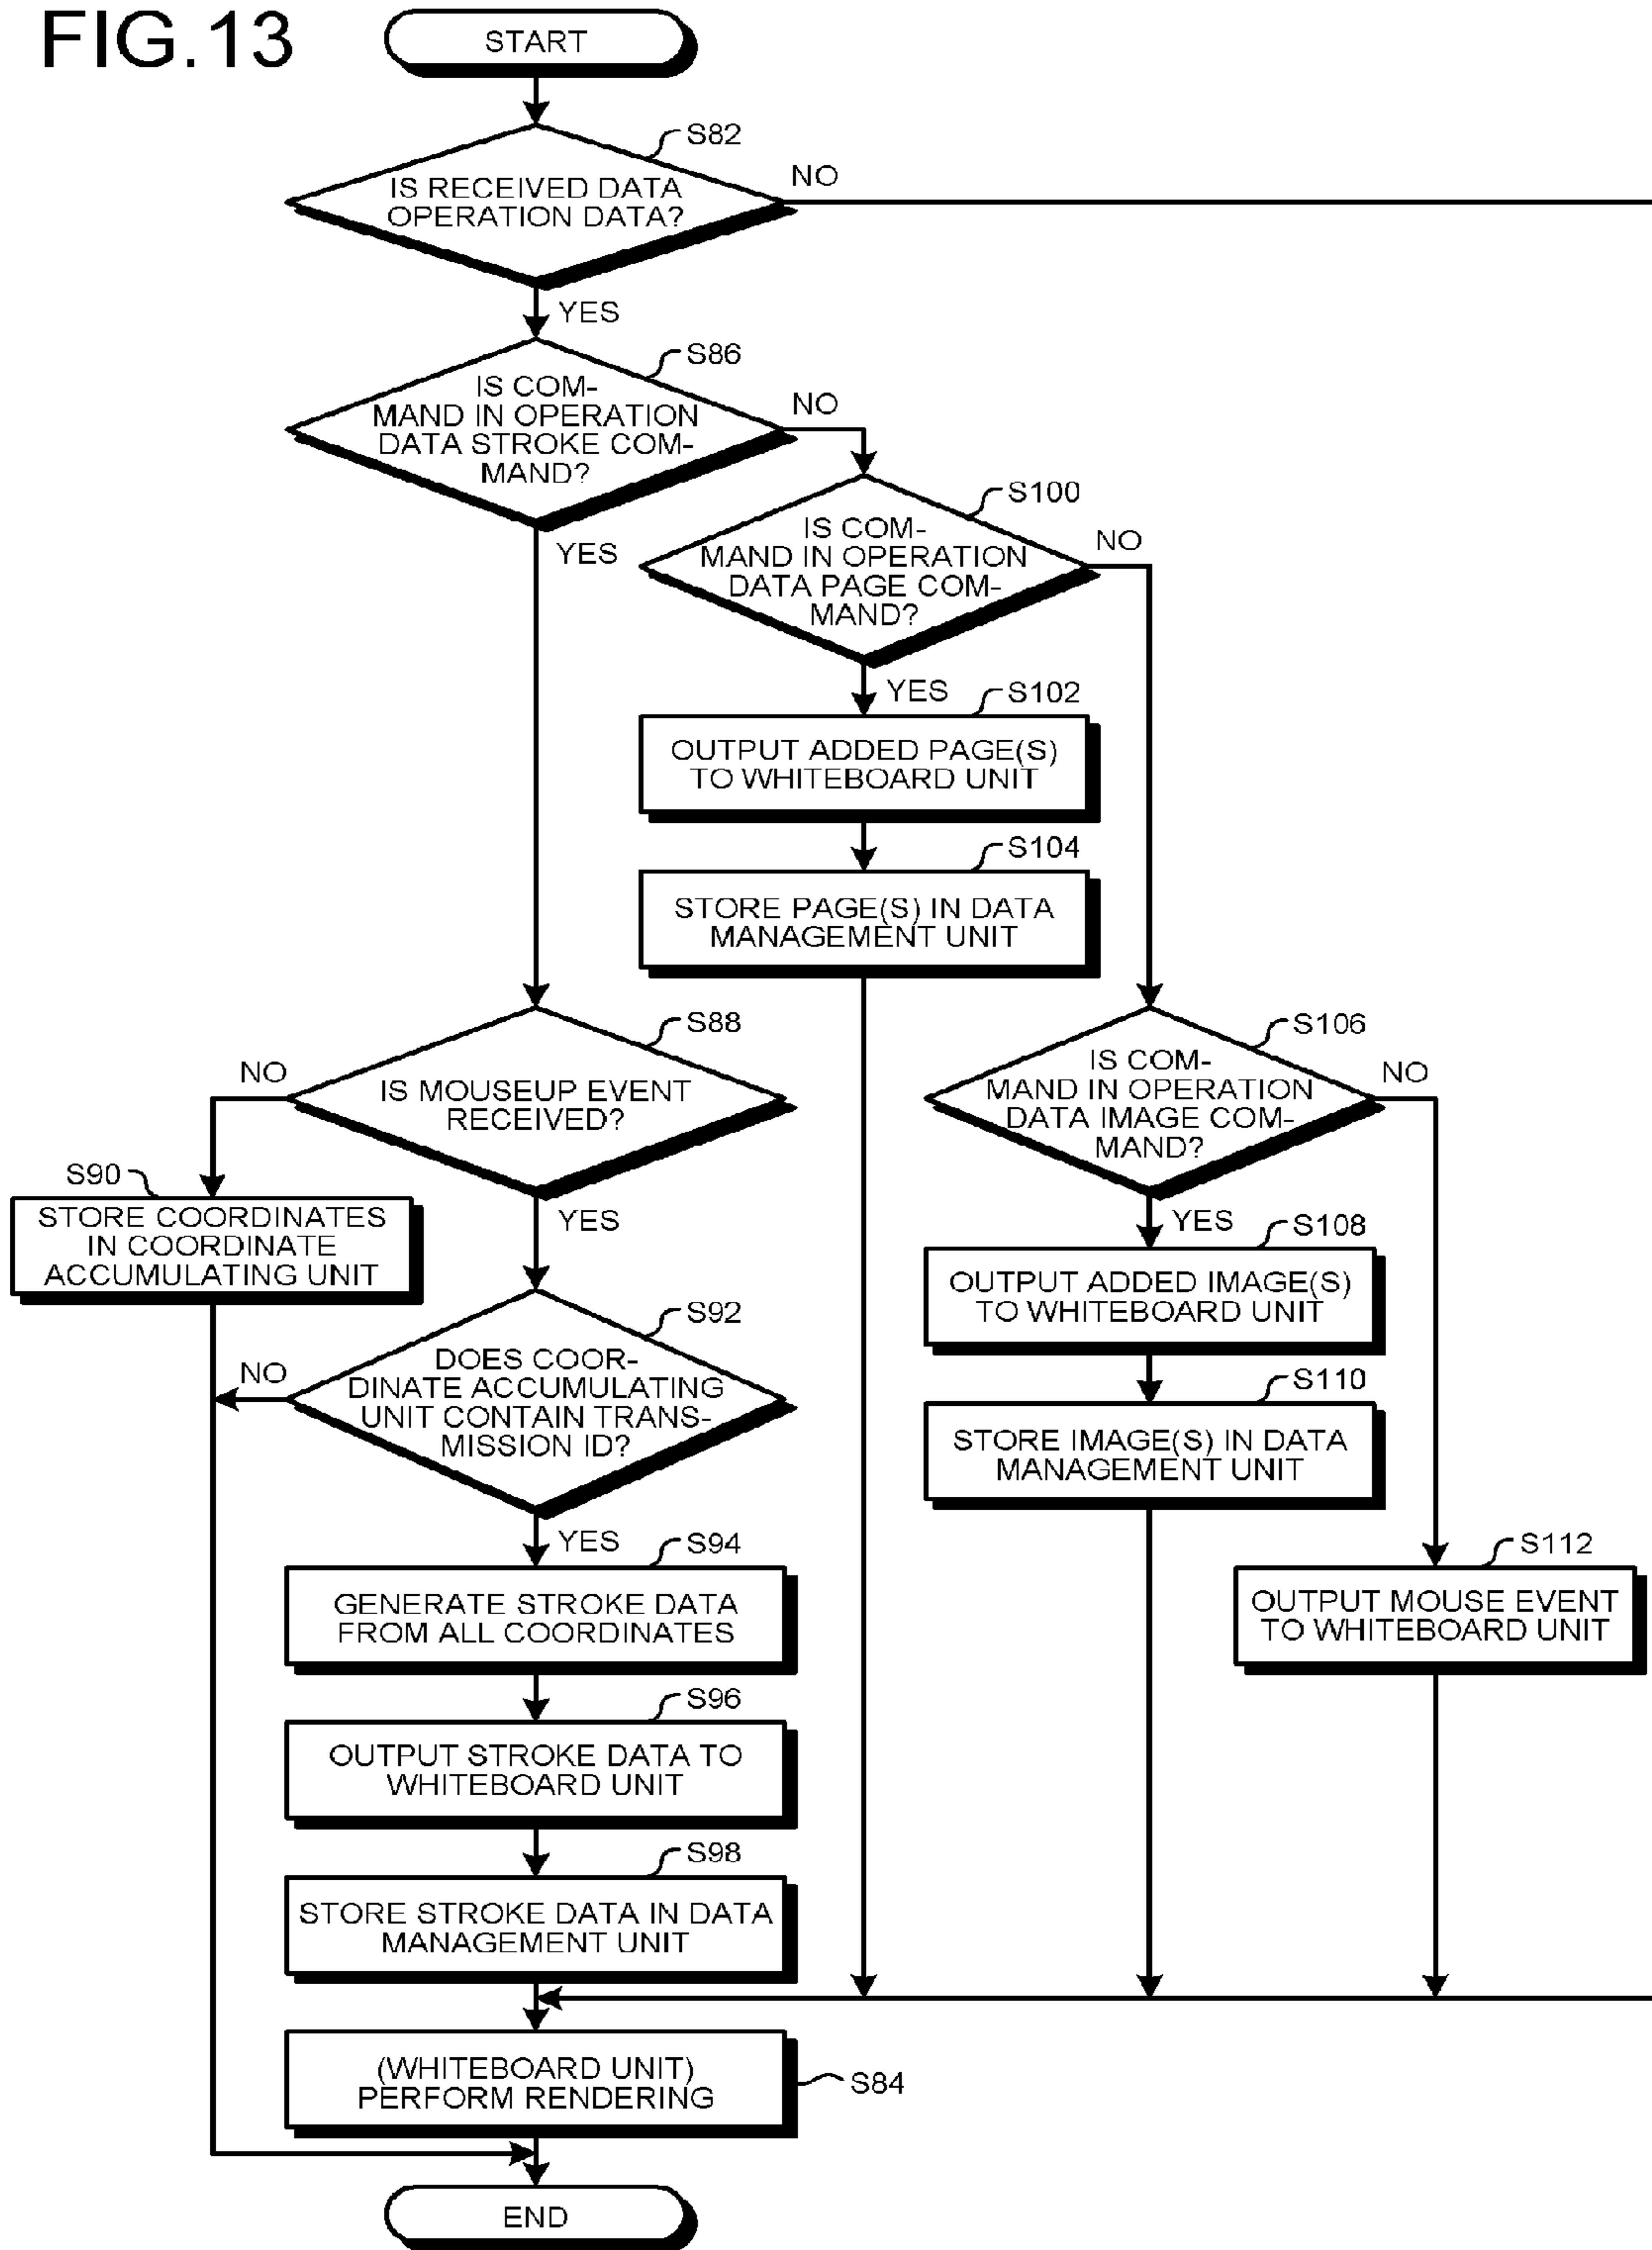 FIG.13
START
S82
IS RECEIVED DATA
OPERATION DATA?
NO
YES
S86
IS COM-
MAND IN OPERATION
DATA STROKE COM-
MAND?
NO
YES
S100
IS COM-
MAND IN OPERATION
DATA PAGE COM-
MAND?
NO
YES
S102
OUTPUT ADDED PAGE(S)
TO WHITEBOARD UNIT
S104
STORE PAGE(S) IN DATA
MANAGEMENT UNIT
S88
IS MOUSEUP EVENT
RECEIVED?
NO
YES
S90
STORE COORDINATES
IN COORDINATE
ACCUMULATING UNIT
S92
DOES COOR-
DINATE ACCUMULATING
UNIT CONTAIN TRANS-
MISSION ID?
NO
YES
S94
GENERATE STROKE DATA
FROM ALL COORDINATES
S96
OUTPUT STROKE DATA TO
WHITEBOARD UNIT
S98
STORE STROKE DATA IN DATA
MANAGEMENT UNIT
S106
IS COM-
MAND IN OPERATION
DATA IMAGE COM-
MAND?
NO
YES
S108
OUTPUT ADDED IMAGE(S)
TO WHITEBOARD UNIT
S110
STORE IMAGE(S) IN DATA
MANAGEMENT UNIT
S112
OUTPUT MOUSE EVENT
TO WHITEBOARD UNIT
(WHITEBOARD UNIT)
PERFORM RENDERING
S84
END